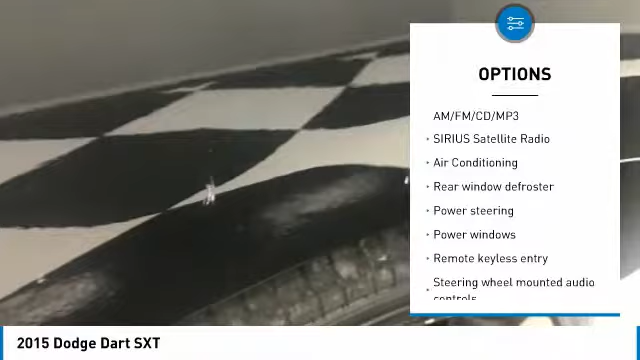 OPTIONS
AM/FM/CD/MP3
SIRIUS Satellite Radio
Air Conditioning
Rear window defroster
Power steering
Power windows
Remote keyless entry
Steering wheel mounted audio
controls
2015 Dodge Dart SXT